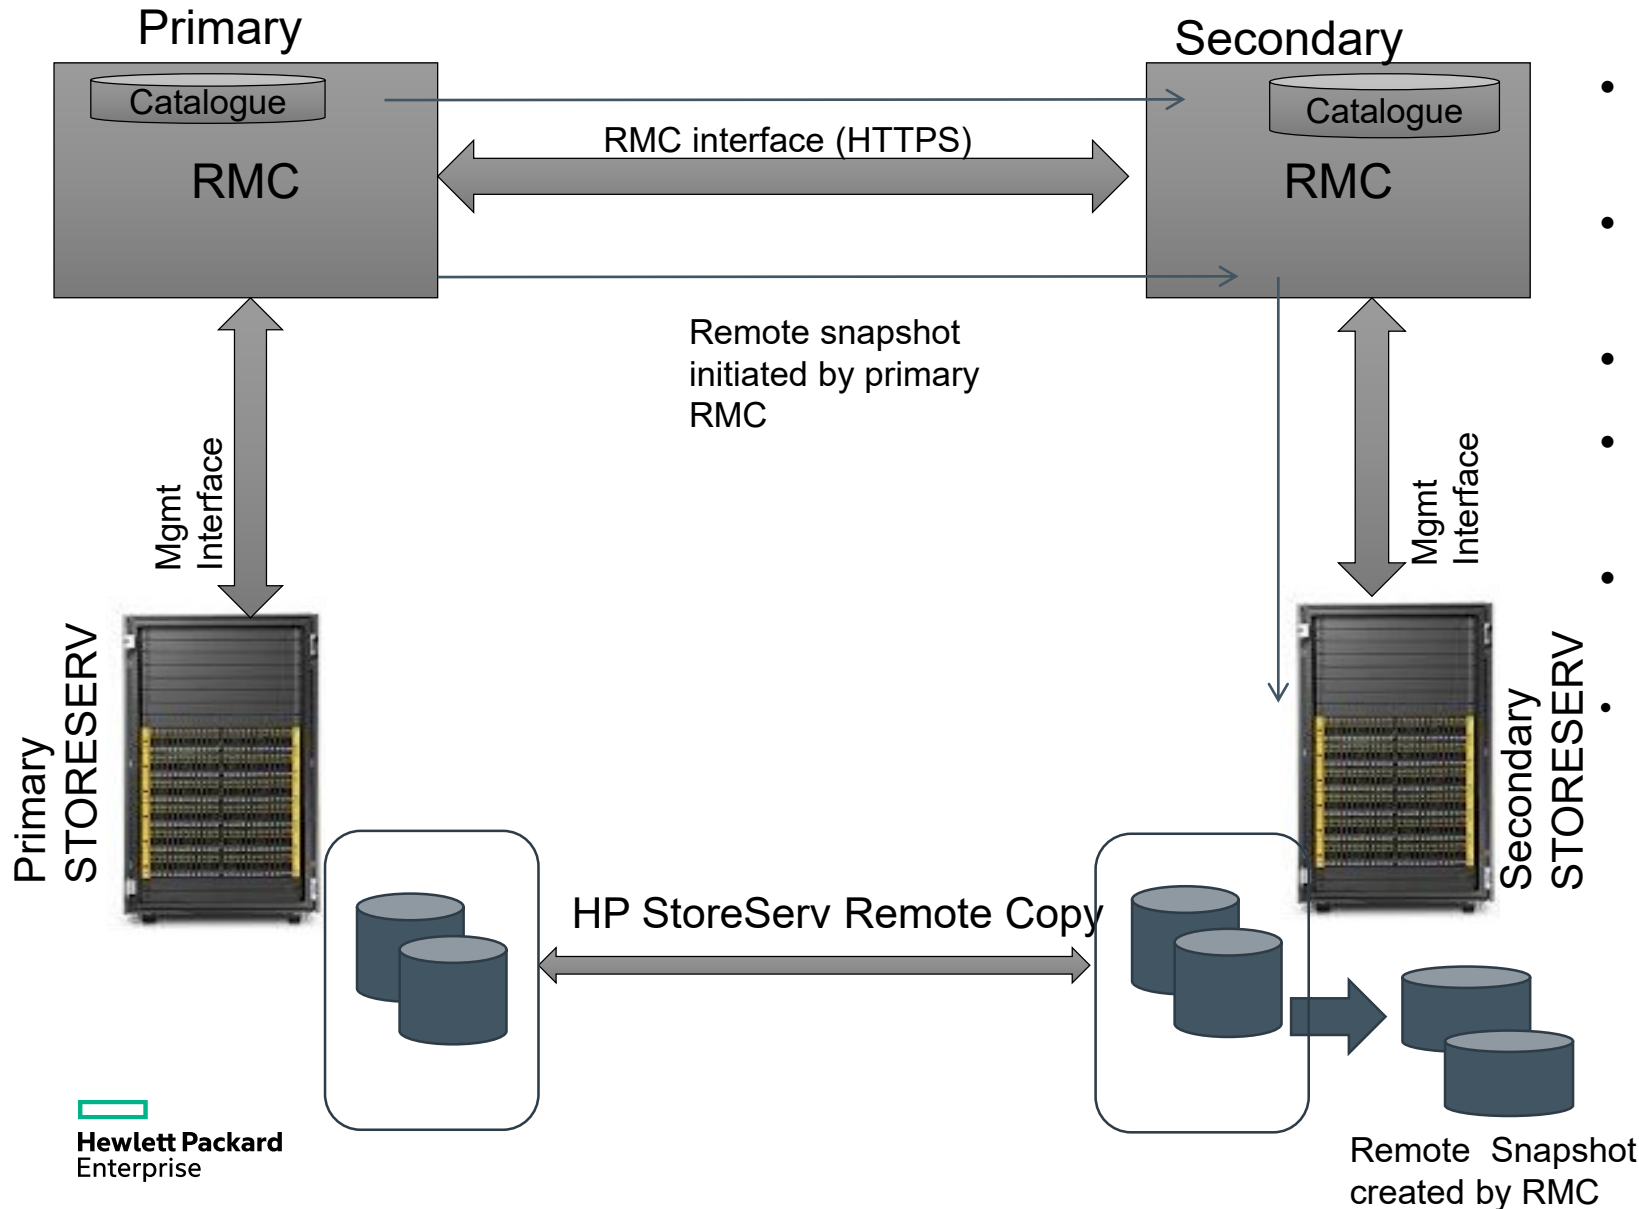 Primary
Secondary
Catalogue
Catalogue
RMC interface (HTTPS)
RMC
RMC
Remote snapshot
initiated by primary
RMC
Mgmt
Interface
Mgmt
Interface
Primary
STORESERV
Secondary
STORESERV
HP StoreServ Remote Copy
Hewlett Packard
Enterprise
Remote Snapshot
created by RMC